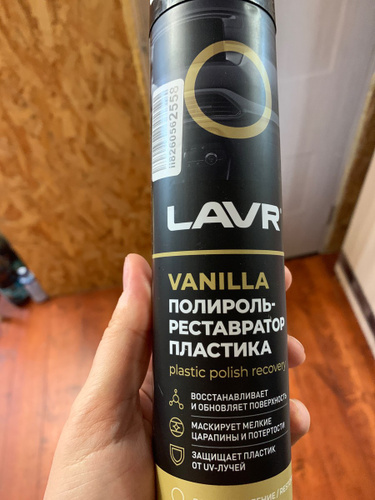 ii8260562558
LAVR
VANILLA
ПОЛИРОЛЬ-
РЕСТАВРАТОР
ПЛАСТИКА
plastic polish recovery
ВОССТАНАВЛИВАЕТ
И ОБНОВЛЯЕТ ПОВЕРХНОСТЬ
МАСКИРУЕТ МЕЛКИЕ
ЦАРАПИНЫ И ПОТЕРТОСТИ
ЗАЩИЩАЕТ ПЛАСТИК
ОТ UV-ЛУЧЕЙ